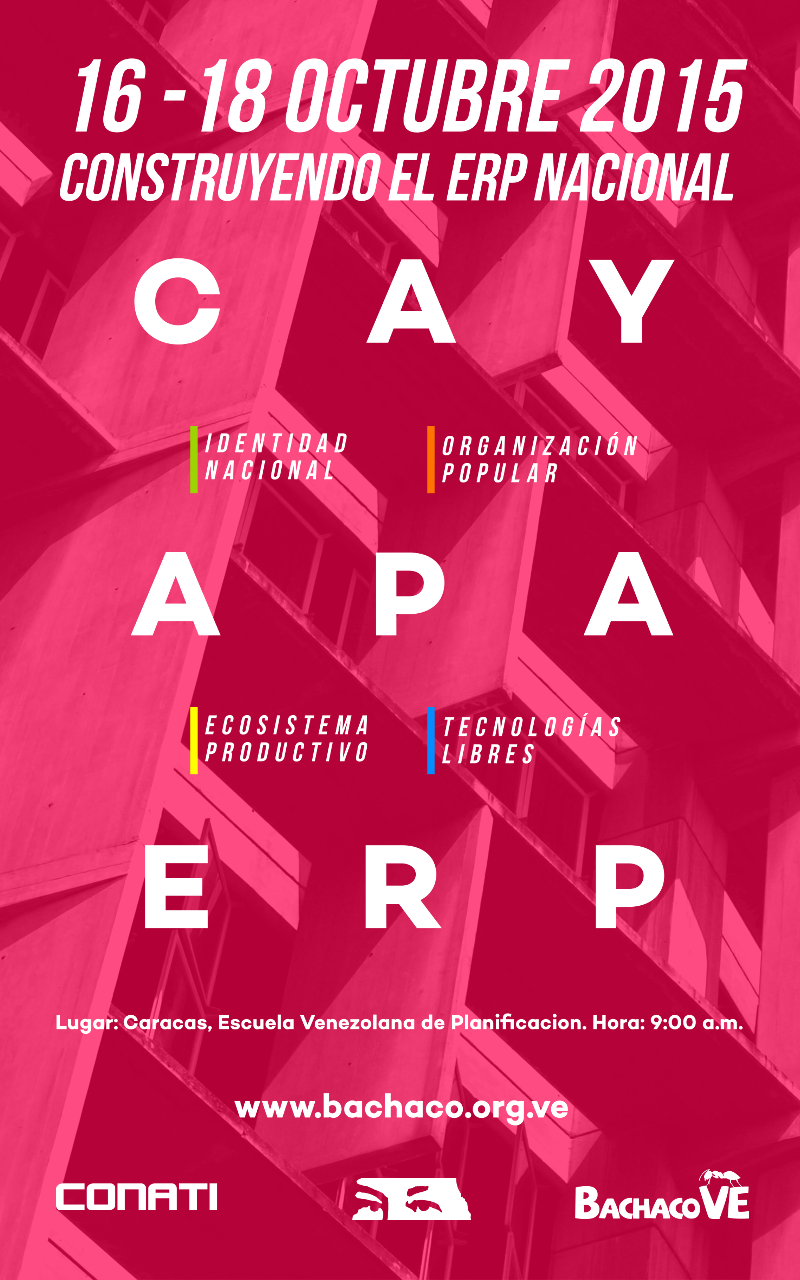 16 - 18 OCTUBRE 2015
CONSTRUYENDO EL ERP NACIONAL
C A Y
IDENTIDAD
NACIONAL
ORGANIZACIÓN
POPULAR
A P A
ECOSISTEMA
PRODUCTIVO
TECNOLOGÍAS
LIBRES
E R P
Lugar: Caracas, Escuela Venezolana de Planificacion. Hora: 9:00 a.m.
www.bachaco.org.ve
CONATI
BACHACOVE